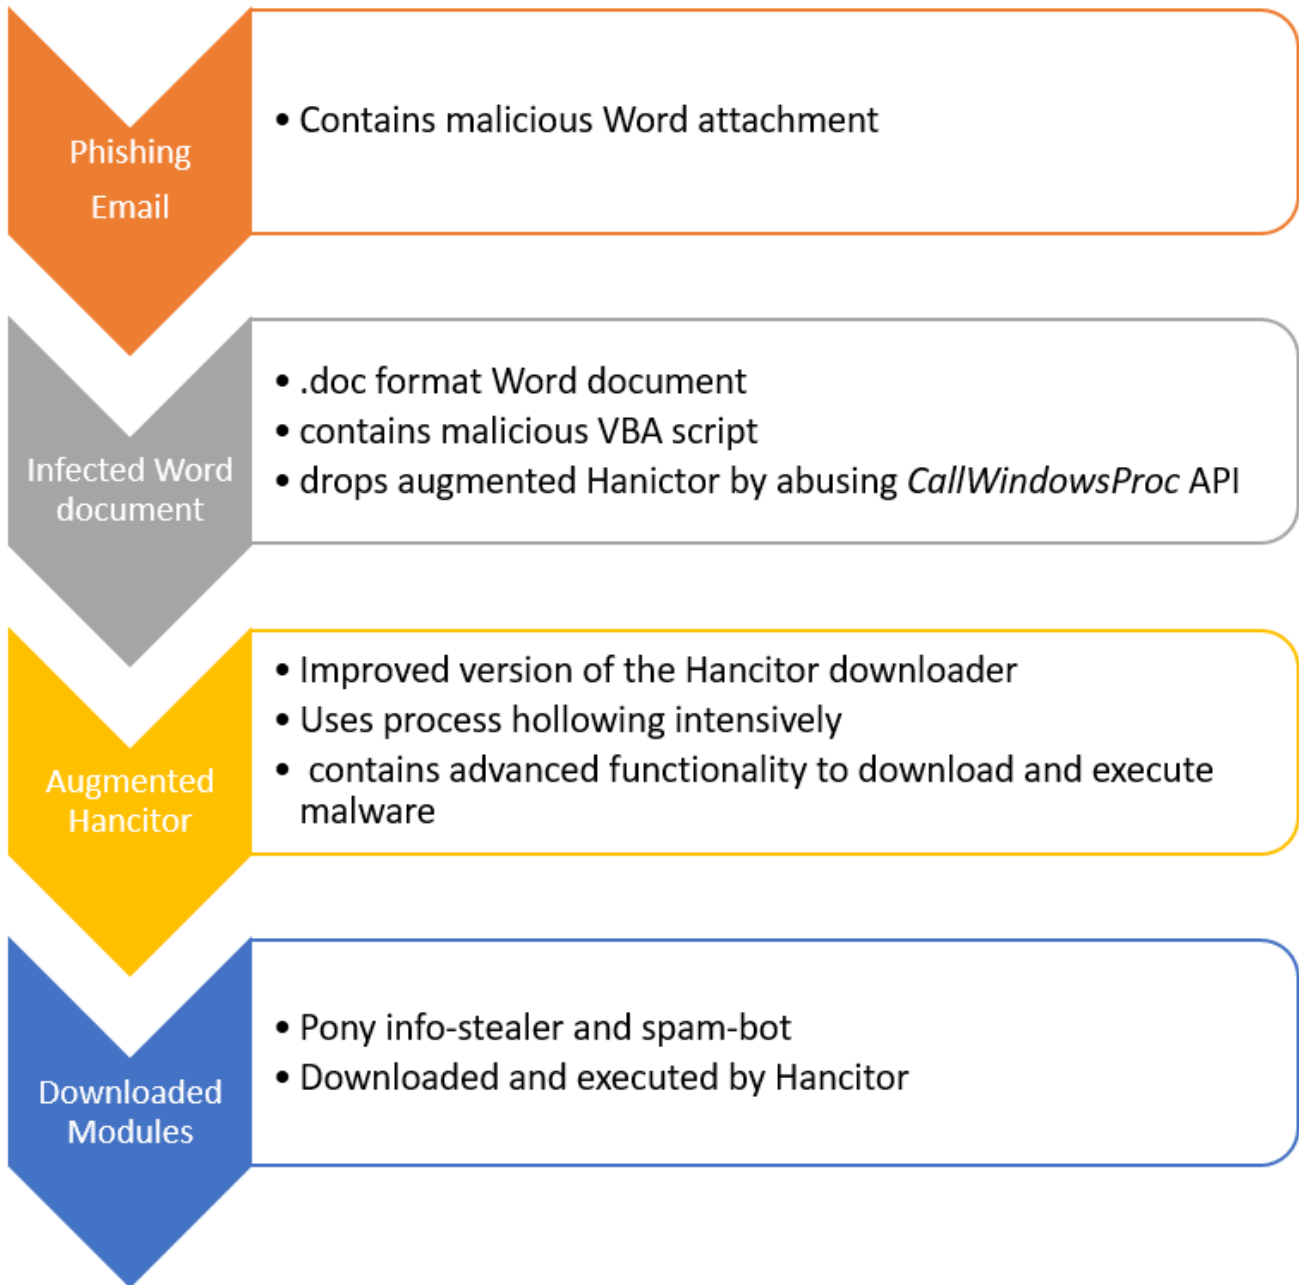 Phishing
Email
• Contains malicious Word attachment
Infected Word
document
• .doc format Word document
• contains malicious VBA script
• drops augmented Hanictor by abusing CallWindowsProc API
Augmented
Hancitor
• Improved version of the Hancitor downloader
• Uses process hollowing intensively
• contains advanced functionality to download and execute
malware
Downloaded
Modules
• Pony info-stealer and spam-bot
• Downloaded and executed by Hancitor